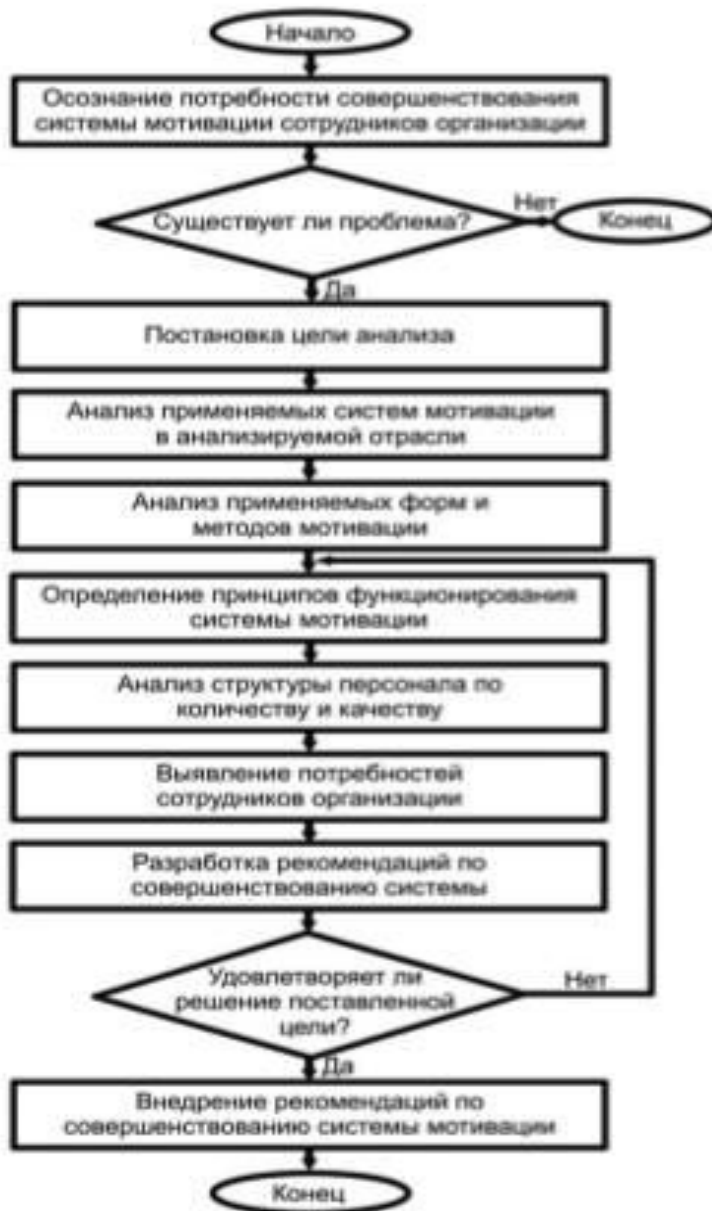 Начало
Осознание потребности совершенствования
системы мотивации сотрудников организации
Существует ли проблема?
Нет
Конец
Да
Постановка цели анализа
Анализ применяемых систем мотивации
в анализируемой отрасли
Анализ применяемых форм и
методов мотивации
Определение принципов функционирования
системы мотивации
Анализ структуры персонала по
количеству и качеству
Выявление потребностей
сотрудников организации
Разработка рекомендаций по
совершенствованию системы
Удовлетворяет ли
решение поставленной
цели?
Нет
Да
Внедрение рекомендаций по
совершенствованию системы мотивации
Конец